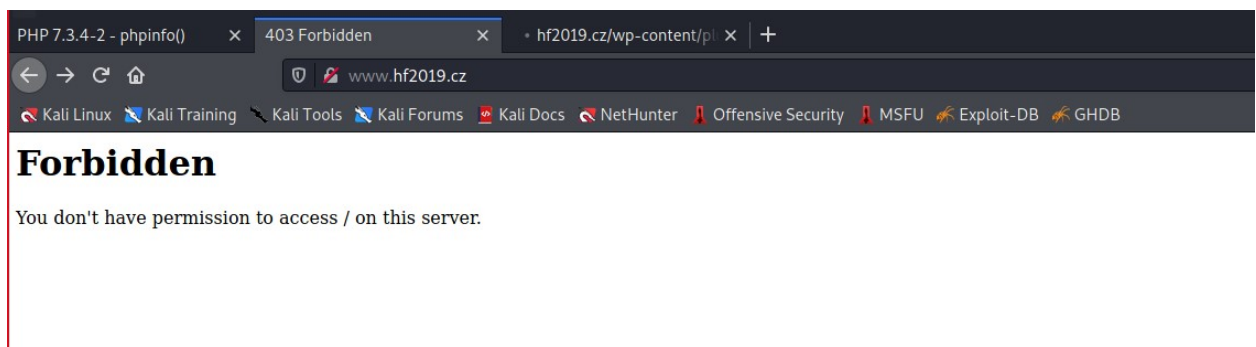 PHP 7.3.4-2 - phpinfo() 403 Forbidden hf2019.cz/wp-content/pl
www.hf2019.cz
Kali Linux Kali Training Kali Tools Kali Forums Kali Docs NetHunter Offensive Security MSFU Exploit-DB GHDB
Forbidden
You don't have permission to access / on this server.